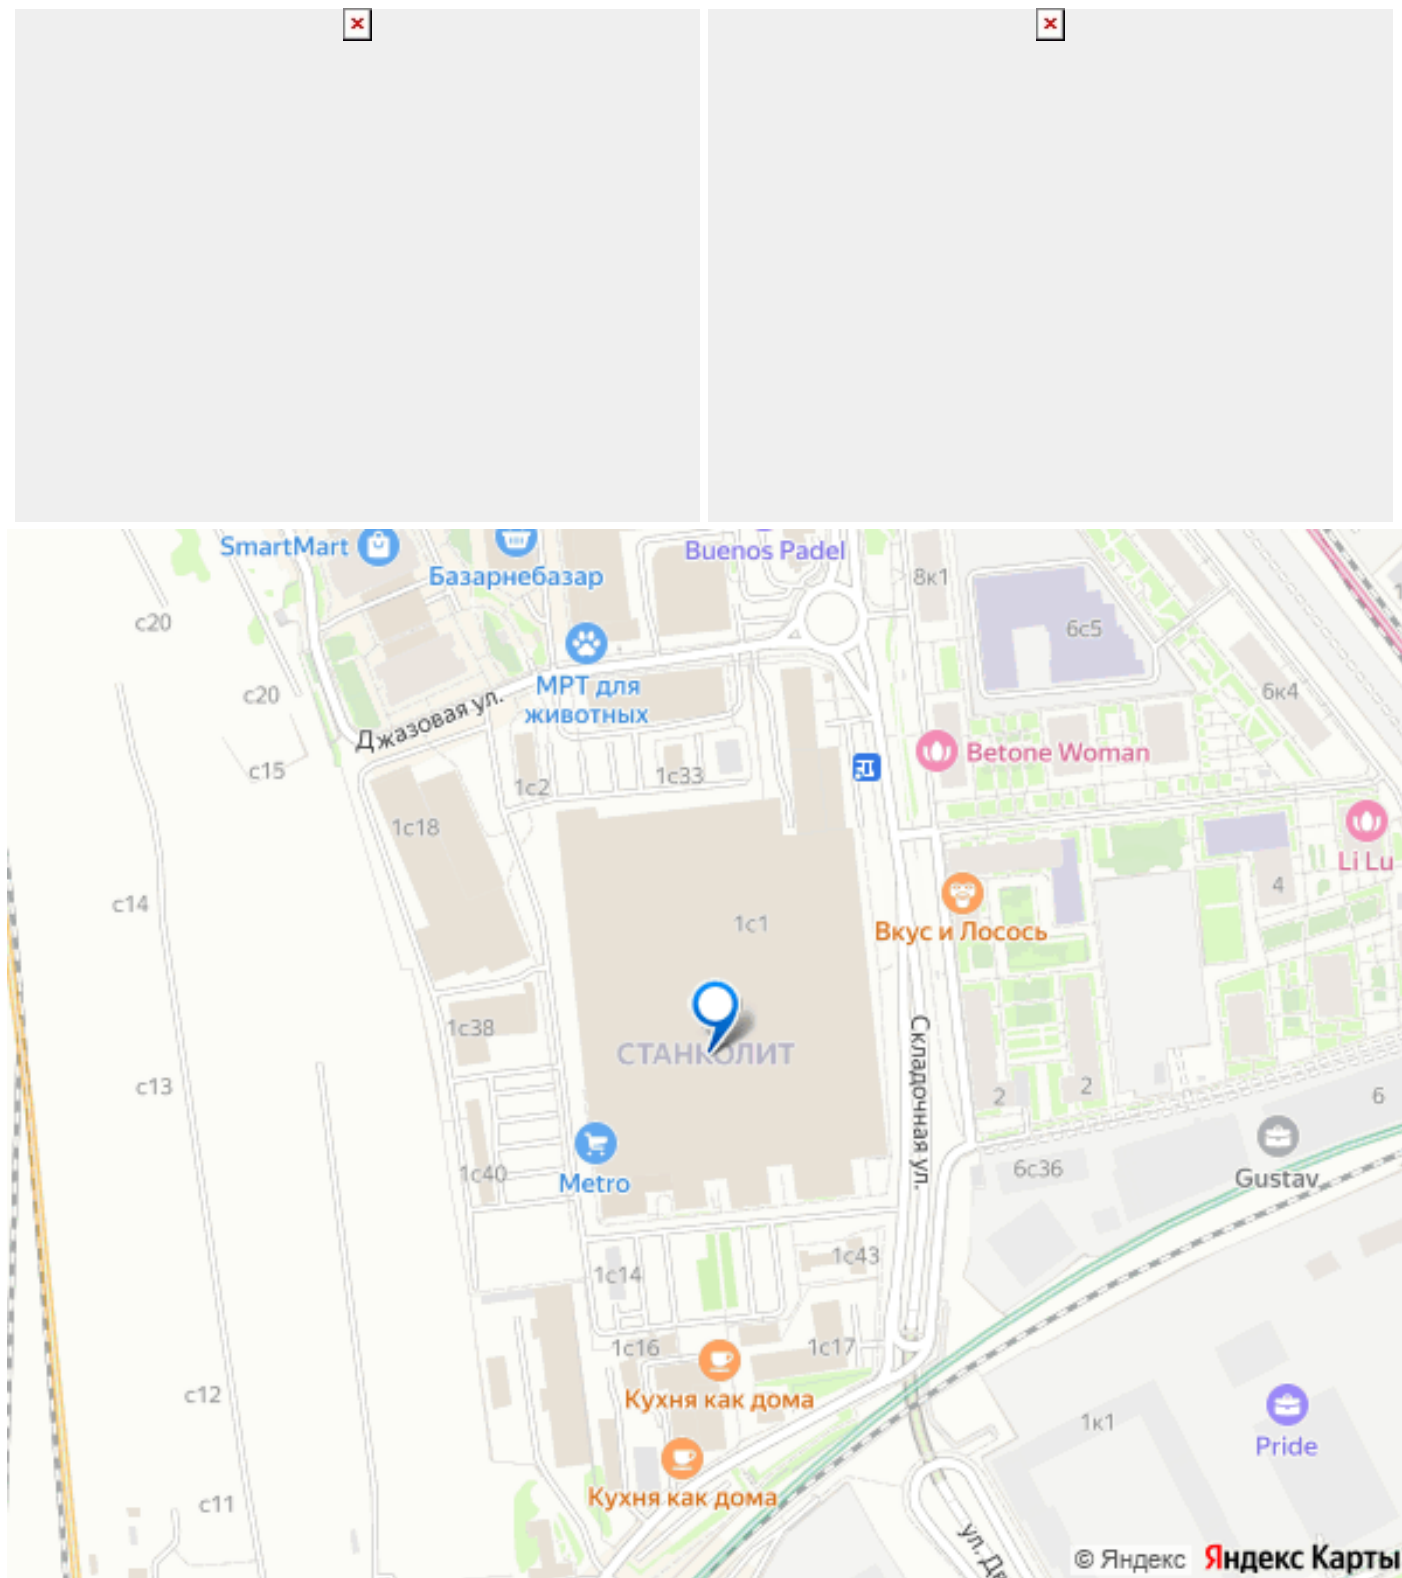 SmartMart
Базарнебазар
Buenos Padel
8к1
с20
6с5
МРТ для
животных
с20
6к4
Джазовая ул.
с15
1с2
1с33
Betone Woman
1с18
Li Lu
4
с14
1с1
Вкус и Лосось
1с38
СТАНКОЛИТ
Складочная ул.
с13
2
2
6
1с40
Metro
6с36
Gustav
1с14
1с43
1с16
1с17
с12
Кухня как дома
1к1
Pride
с11
Кухня как дома
© Яндекс Яндекс Карты